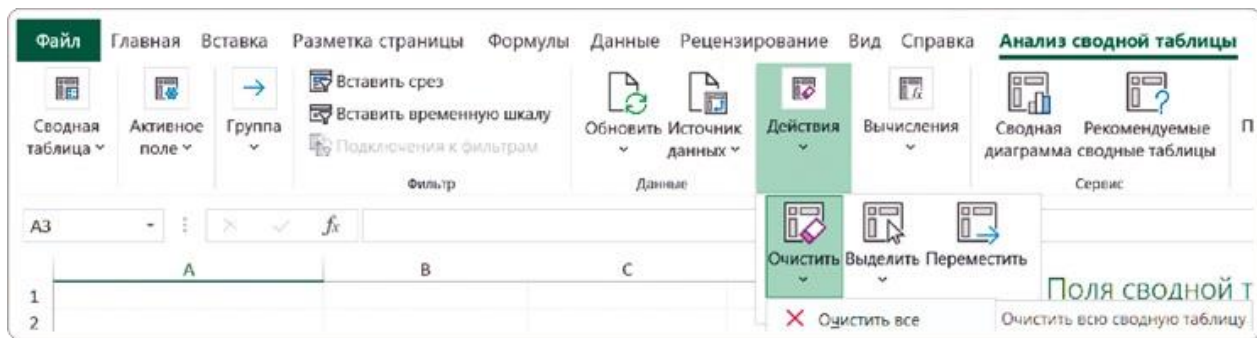 Файл Главная Вставка Разметка страницы Формулы Данные Рецензирование Вид Справка Анализ сводной таблицы
Сводная таблица
Активное поле
Группа
Вставить срез
Вставить временную шкалу
Подключения к фильтрам
Фильтр
Обновить
Источник данных
Данные
Действия
Вычисления
Сводная диаграмма
Рекомендуемые сводные таблицы
Сервис
П
A3
fx
Очистить Выделить Переместить
A B C
Поля сводной т
1
2
Очистить все
Очистить всю сводную таблицу